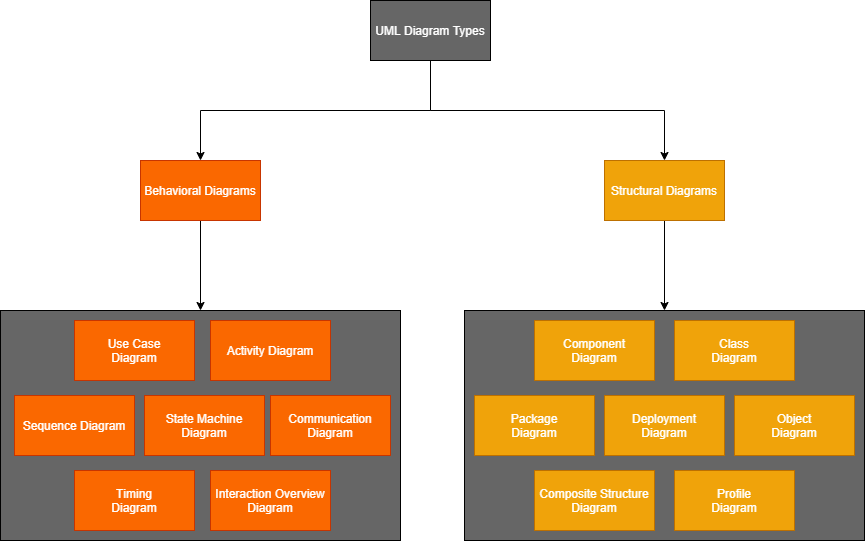 UML Diagram Types
Behavioral Diagrams
Structural Diagrams
Use Case
Diagram
Activity Diagram
Sequence Diagram
State Machine
Diagram
Communication
Diagram
Timing
Diagram
Interaction Overview
Diagram
Component
Diagram
Class
Diagram
Package
Diagram
Deployment
Diagram
Object
Diagram
Composite Structure
Diagram
Profile
Diagram